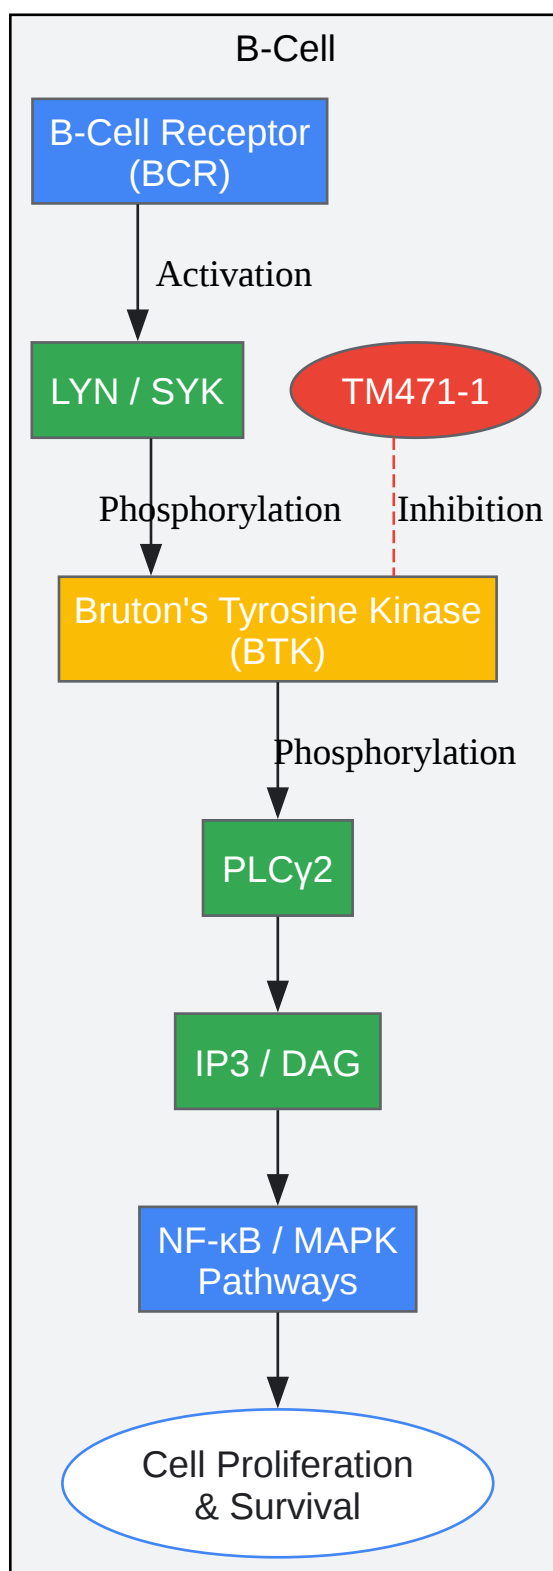 B-Cell
B-Cell Receptor
(BCR)
Activation
LYN / SYK
TM471-1
Phosphorylation
Inhibition
Bruton's Tyrosine Kinase
(BTK)
Phosphorylation
PLCγ2
IP3 / DAG
NF-κB / MAPK
Pathways
Cell Proliferation
& Survival